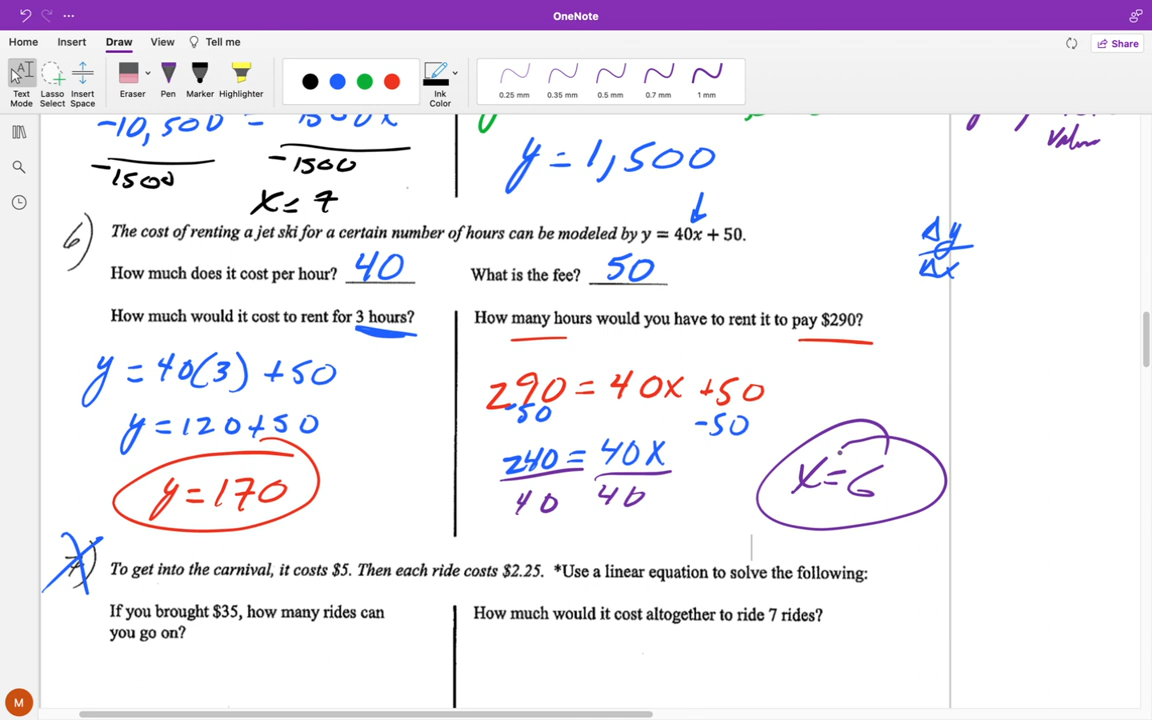 OneNote
Home Insert Draw View Tell me
Share
Text Mode Lasso Select Insert Space Eraser Pen Marker Highlighter Ink Color 0.25 mm 0.35 mm 0.5 mm 0.7 mm 1 mm
-10,500 = 1500x
-1500 -1500
x = 7
y = 1,500
Value
6) The cost of renting a jet ski for a certain number of hours can be modeled by y = 40x + 50.
Δy
Δx
How much does it cost per hour? 40
What is the fee? 50
How much would it cost to rent for 3 hours?
y = 40(3) + 50
y = 120 + 50
y = 170
How many hours would you have to rent it to pay $290?
290 = 40x + 50
-50 -50
240 = 40x
40 40
x = 6
7) To get into the carnival, it costs $5. Then each ride costs $2.25. *Use a linear equation to solve the following:
If you brought $35, how many rides can
you go on?
How much would it cost altogether to ride 7 rides?
M